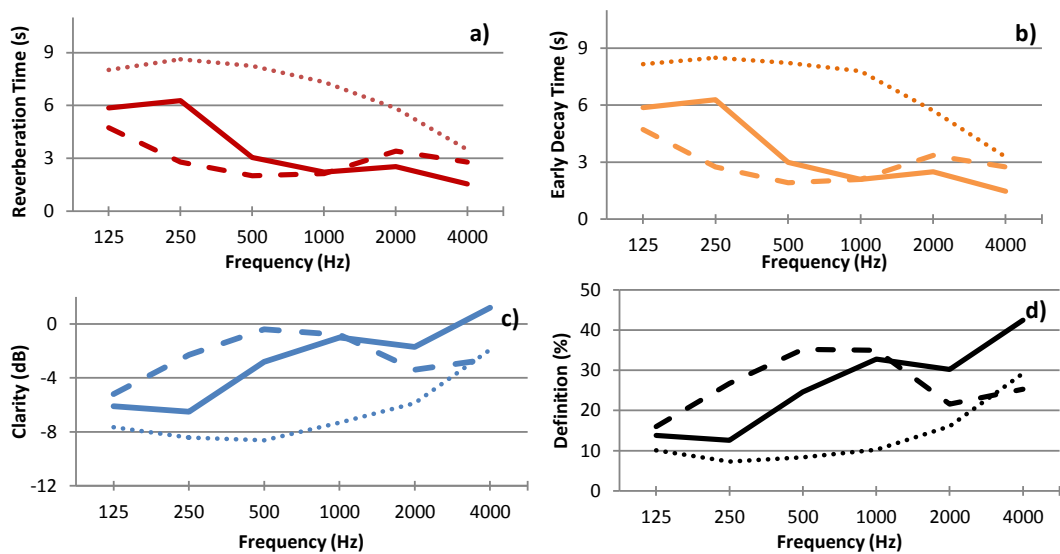 Reverberation Time (s)
9
6
3
0
a)
125 250 500 1000 2000 4000
Frequency (Hz)
Early Decay Time (s)
9
6
3
0
b)
125 250 500 1000 2000 4000
Frequency (Hz)
Clarity (dB)
0
-4
-8
-12
c)
125 250 500 1000 2000 4000
Frequency (Hz)
Definition (%)
50
40
30
20
10
0
d)
125 250 500 1000 2000 4000
Frequency (Hz)